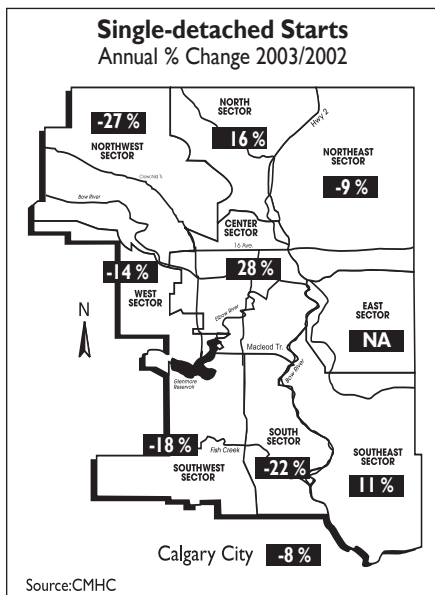 Single-detached Starts
Annual % Change 2003/2002
-27 %
NORTHWEST
SECTOR
NORTH
SECTOR
16 %
Hwy 2
NORTHEAST
SECTOR
-9 %
Crowchild Tr.
Bow River
CENTER
SECTOR
16 Ave.
28 %
-14 %
WEST
SECTOR
N
Elbow River
EAST
SECTOR
NA
Macleod Tr.
Bow River
Glenmore
Reservoir
-18 %
Fish Creek
SOUTHWEST
SECTOR
SOUTH
SECTOR
-22 %
SOUTHEAST
SECTOR
11 %
Calgary City -8 %
Source:CMHC